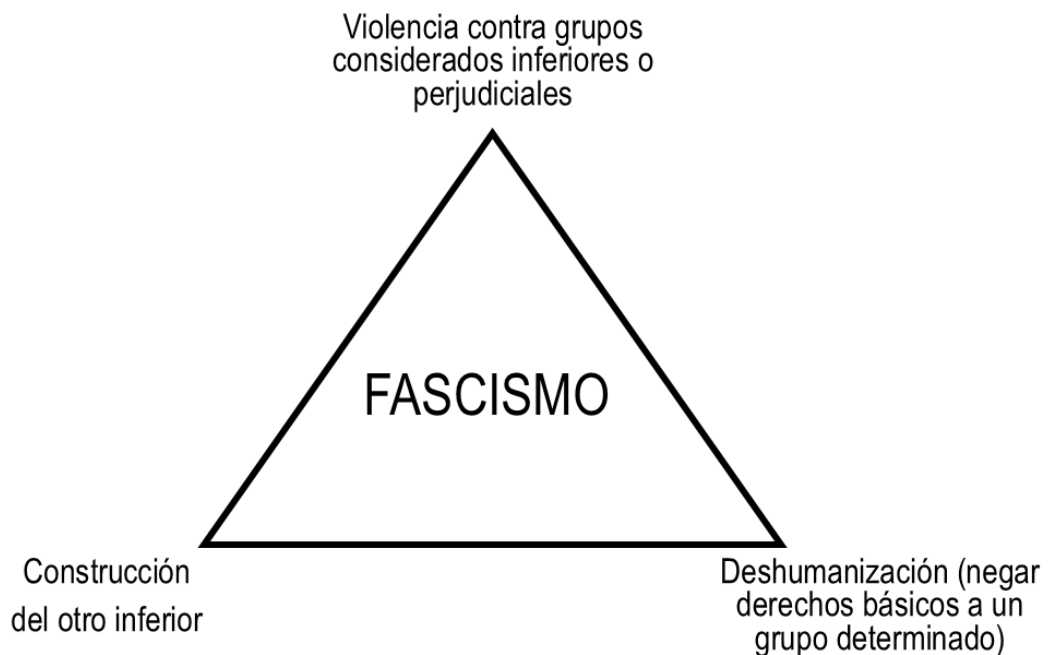 Violencia contra grupos
considerados inferiores o
perjudiciales
FASCISMO
Construcción
del otro inferior
Deshumanización (negar
derechos básicos a un
grupo determinado)